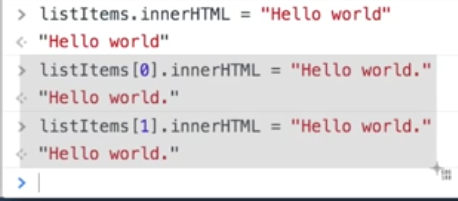 > listItems.innerHTML = "Hello world"
<· "Hello world"
> listItems[0].innerHTML = "Hello world."
<· "Hello world."
> listItems[1].innerHTML = "Hello world."
<· "Hello world."
>